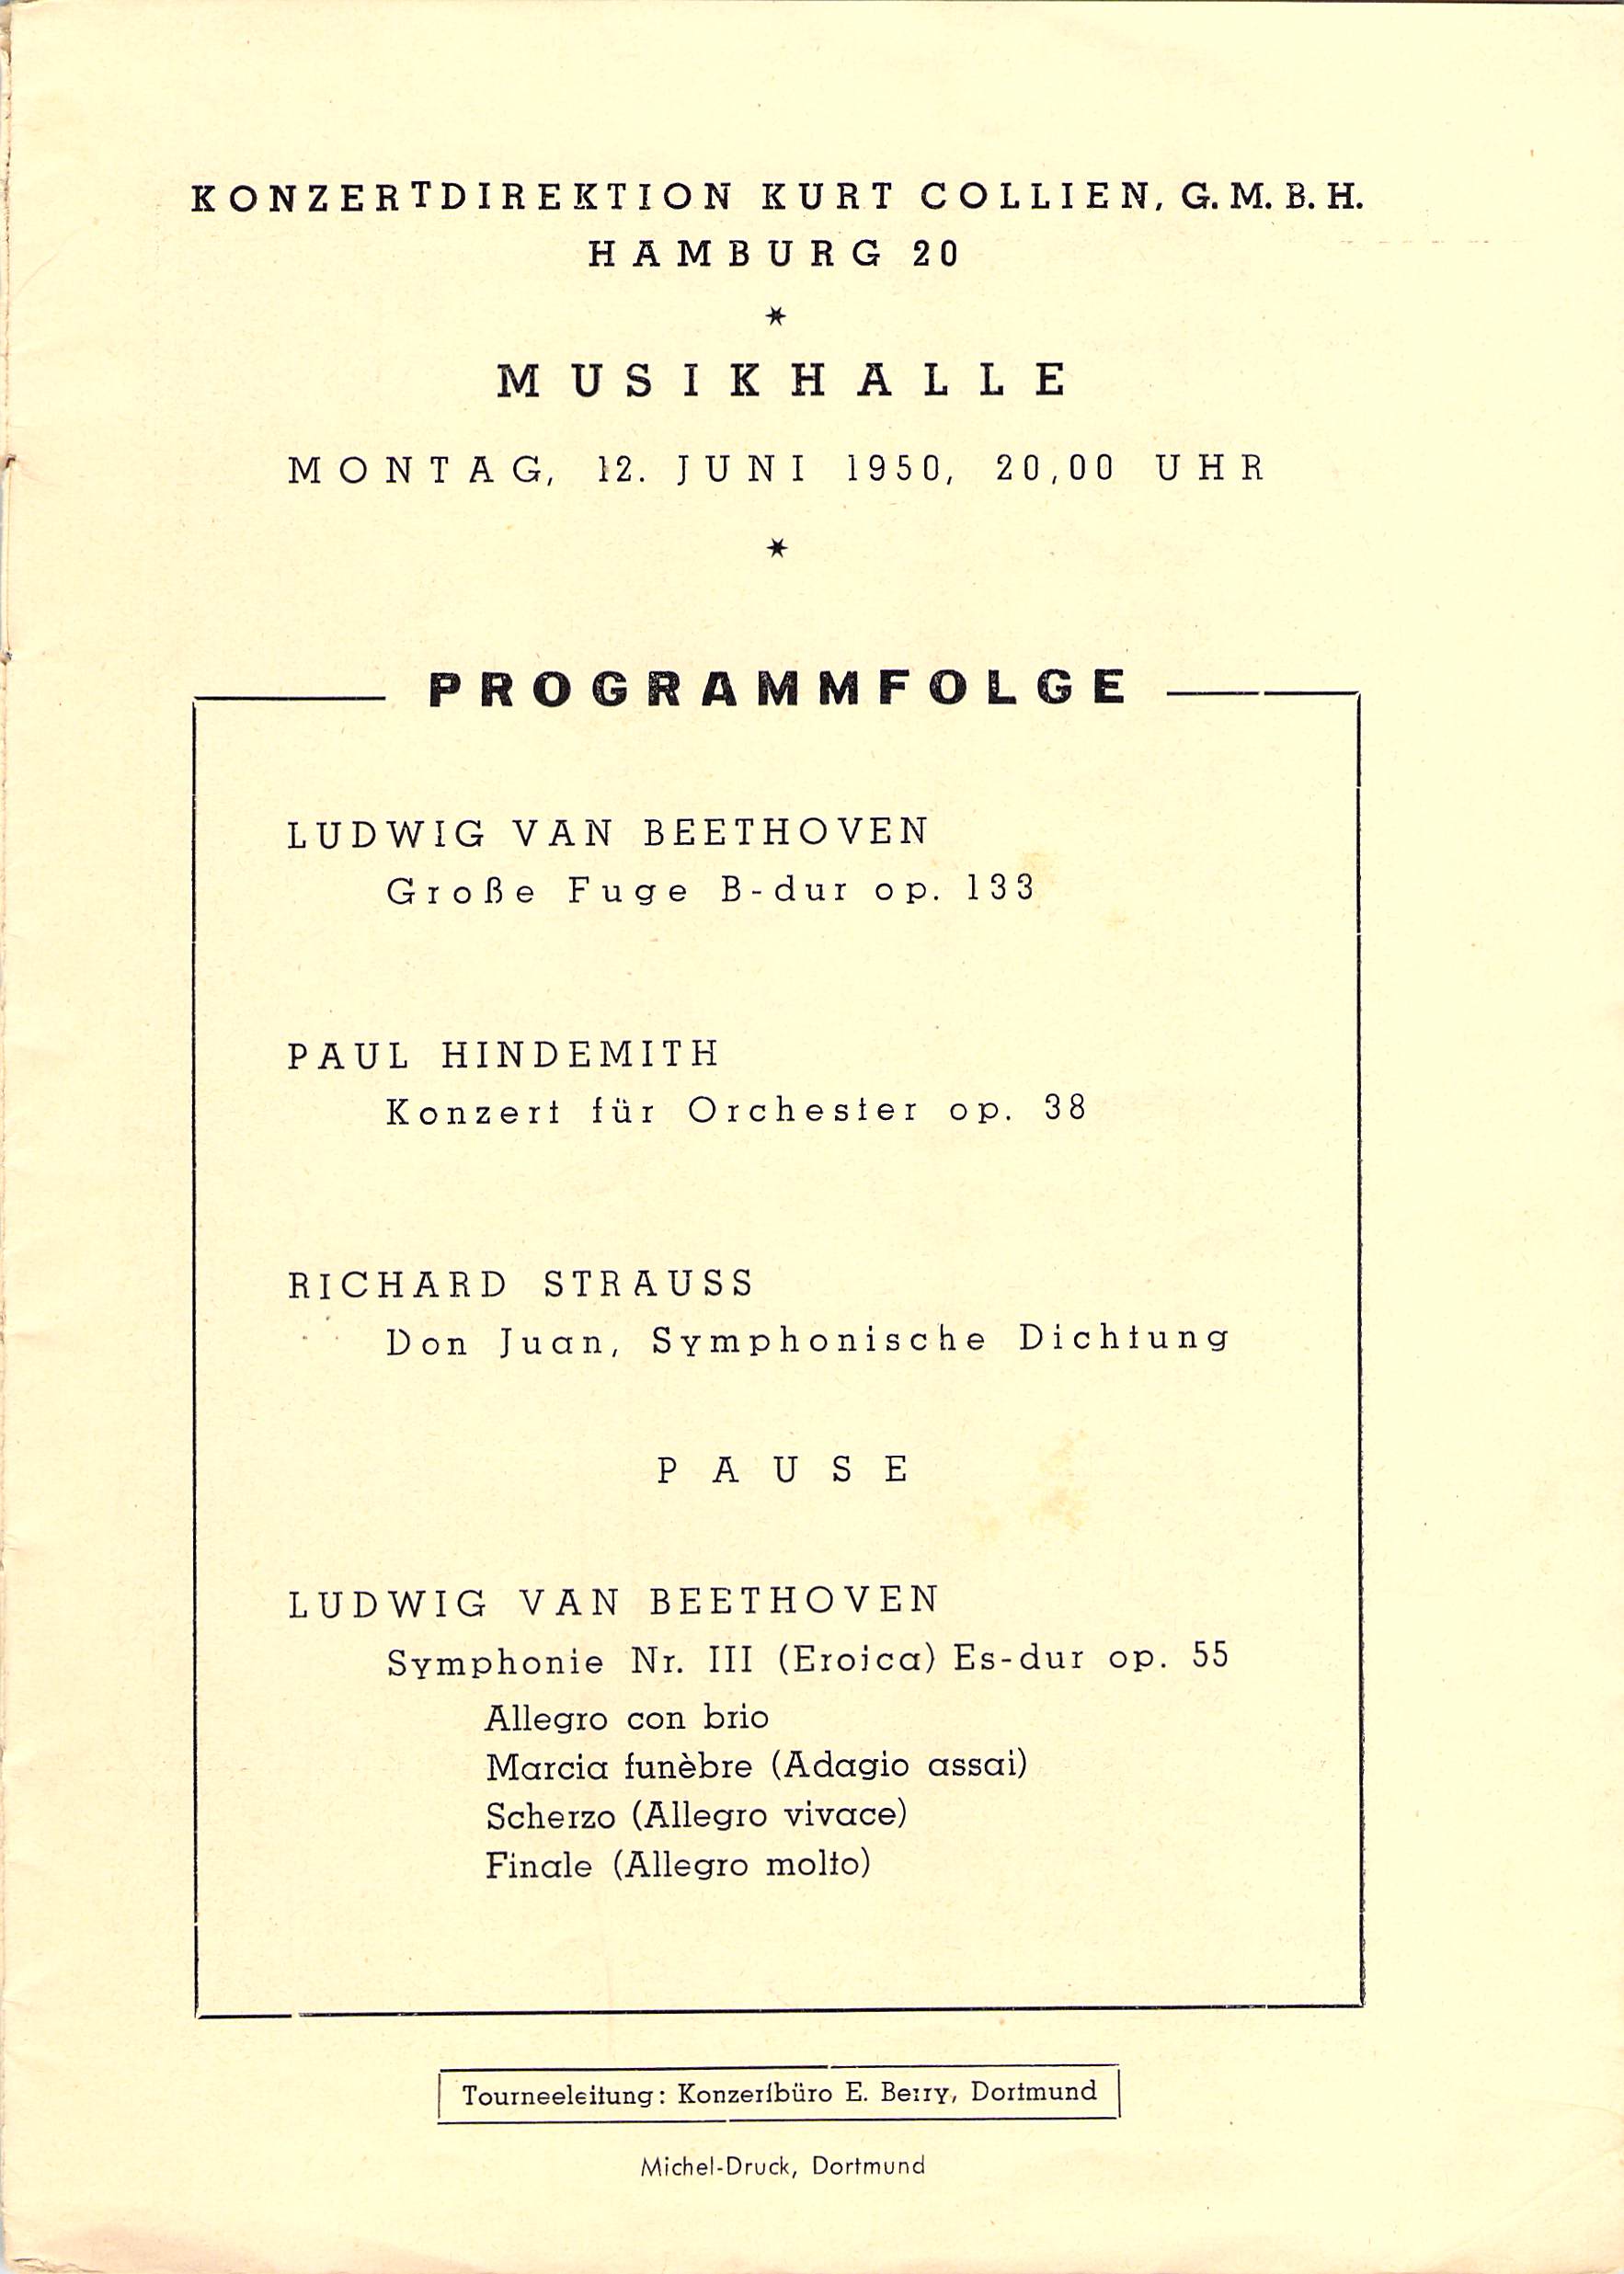 KONZERTDIREKTION KURT COLLIEN, G.M.B.H.
HAMBURG 20
*
MUSIKHALLE
MONTAG, 12. JUNI 1950, 20,00 UHR
*
PROGRAMMFOLGE
LUDWIG VAN BEETHOVEN
Große Fuge B-dur op. 133
PAUL HINDEMITH
Konzert für Orchester op. 38
RICHARD STRAUSS
Don Juan, Symphonische Dichtung
PAUSE
LUDWIG VAN BEETHOVEN
Symphonie Nr. III (Eroica) Es-dur op. 55
Allegro con brio
Marcia funèbre (Adagio assai)
Scherzo (Allegro vivace)
Finale (Allegro molto)
Tourneeleitung: Konzertbüro E. Berry, Dortmund
Michel-Druck, Dortmund